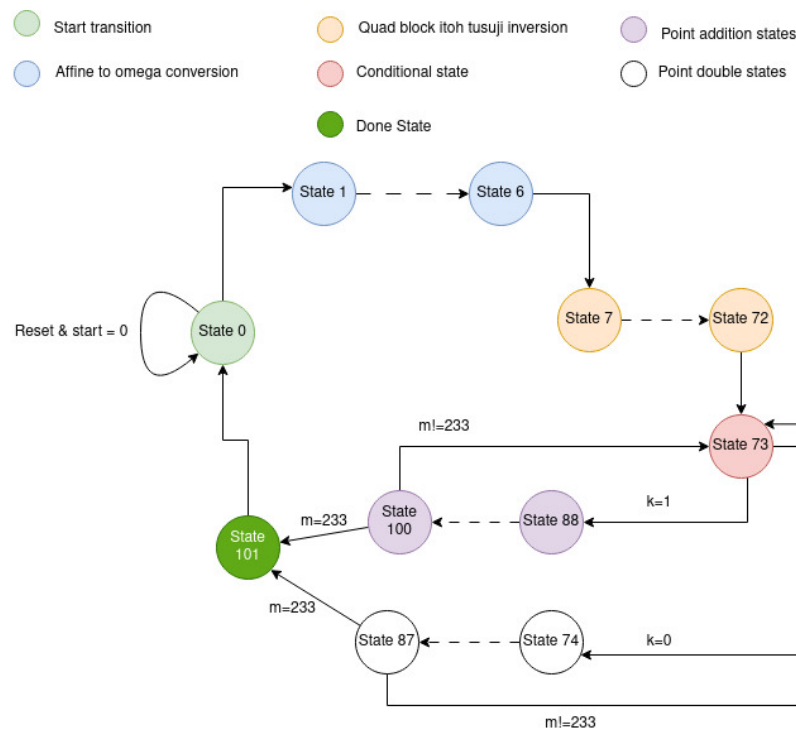 Start transition
Quad block itoh tusuji inversion
Point addition states
Affine to omega conversion
Conditional state
Point double states
Done State
State 1
State 6
Reset & start = 0
State 0
State 7
State 72
m!=233
State 73
m=233
State
100
State 88
k=1
State
101
m=233
State 87
State 74
k=0
m!=233